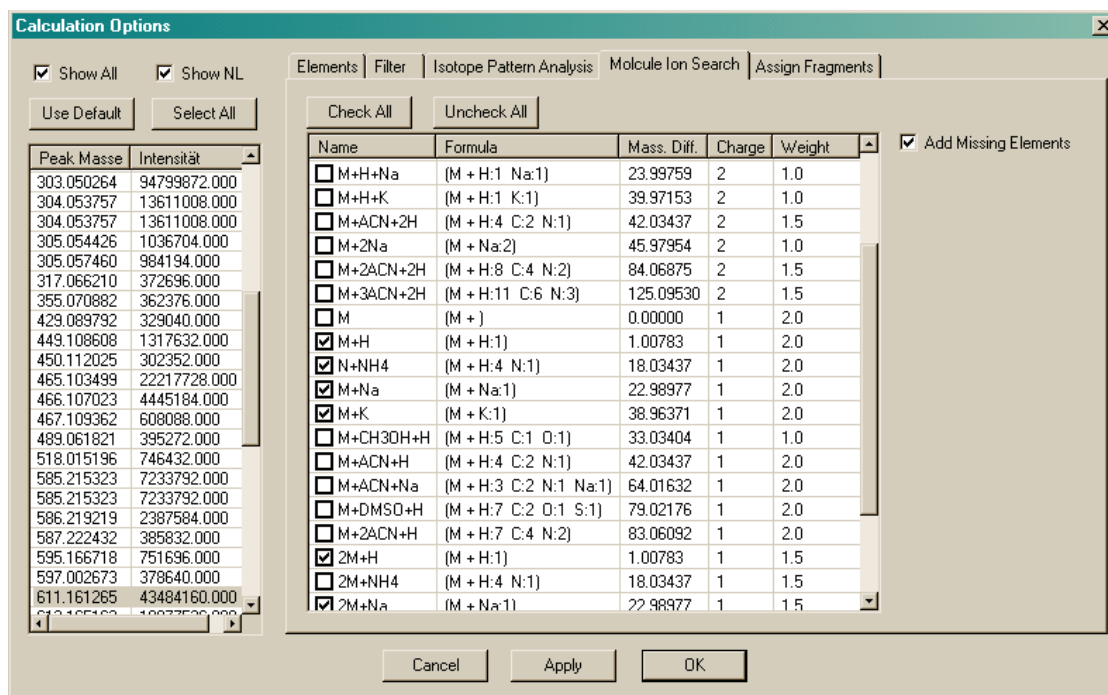 Calculation Options
Show All Show NL
Use Default Select All
Peak Masse Intensität
303.050264 94799872.000
304.053757 13611008.000
304.053757 13611008.000
305.054426 1036704.000
305.057460 984194.000
317.066210 372696.000
355.070882 362376.000
429.089792 329040.000
449.108608 1317632.000
450.112025 302352.000
465.103499 22217728.000
466.107023 4445184.000
467.109362 608088.000
489.061821 395272.000
518.015196 746432.000
585.215323 7233792.000
585.215323 7233792.000
586.219219 2387584.000
587.222432 385832.000
595.166718 751696.000
597.002673 378640.000
611.161265 43484160.000
Elements Filter Isotope Pattern Analysis Molcule Ion Search Assign Fragments
Check All Uncheck All
Name Formula Mass. Diff. Charge Weight
M+H+Na (M + H:1 Na:1) 23.99759 2 1.0
M+H+K (M + H:1 K:1) 39.97153 2 1.0
M+ACN+2H (M + H:4 C:2 N:1) 42.03437 2 1.5
M+2Na (M + Na:2) 45.97954 2 1.0
M+2ACN+2H (M + H:8 C:4 N:2) 84.06875 2 1.5
M+3ACN+2H (M + H:11 C:6 N:3) 125.09530 2 1.5
M (M + ) 0.00000 1 2.0
M+H (M + H:1) 1.00783 1 2.0
N+NH4 (M + H:4 N:1) 18.03437 1 2.0
M+Na (M + Na:1) 22.98977 1 2.0
M+K (M + K:1) 38.96371 1 2.0
M+CH3OH+H (M + H:5 C:1 O:1) 33.03404 1 1.0
M+ACN+H (M + H:4 C:2 N:1) 42.03437 1 2.0
M+ACN+Na (M + H:3 C:2 N:1 Na:1) 64.01632 1 2.0
M+DMSO+H (M + H:7 C:2 O:1 S:1) 79.02176 1 2.0
M+2ACN+H (M + H:7 C:4 N:2) 83.06092 1 2.0
2M+H (M + H:1) 1.00783 1 1.5
2M+NH4 (M + H:4 N:1) 18.03437 1 1.5
2M+Na (M + Na:1) 22.98977 1 1.5
Add Missing Elements
Cancel Apply OK